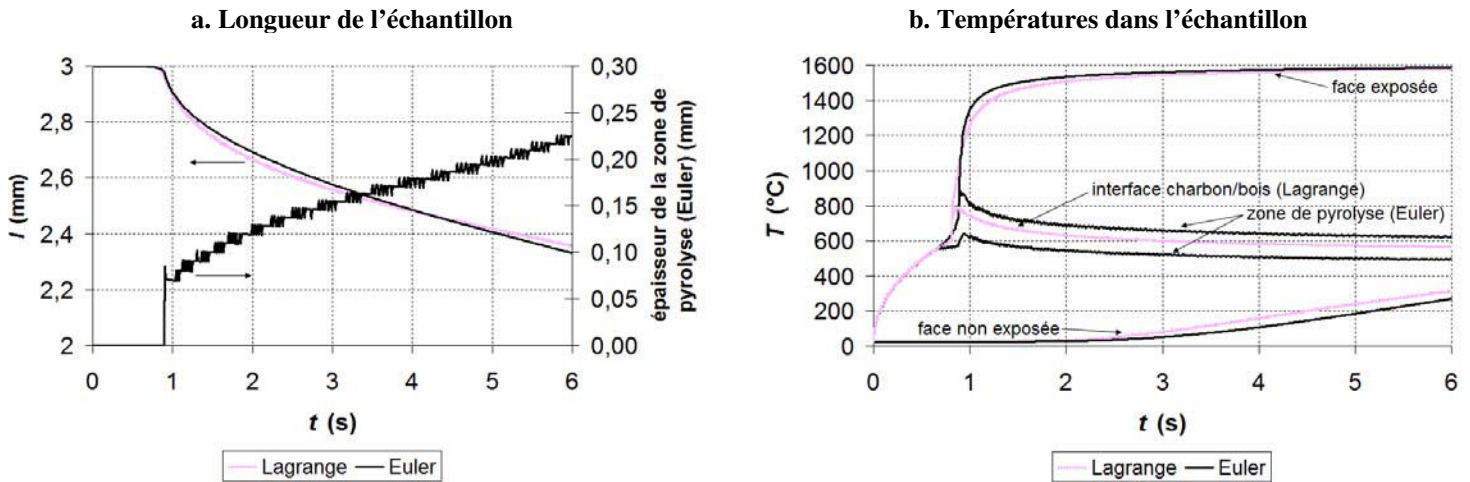 a. Longueur de l'échantillon
3
2,8
2,6
2,4
2,2
2
l (mm)
0,30
0,25
0,20
0,15
0,10
0,05
0,00
épaisseur de la zone de
pyrolyse (Euler) (mm)
0 1 2 3 4 5 6
t (s)
Lagrange Euler
b. Températures dans l'échantillon
1600
1400
1200
1000
800
600
400
200
0
T (°C)
face exposée
interface charbon/bois (Lagrange)
zone de pyrolyse (Euler)
face non exposée
0 1 2 3 4 5 6
t (s)
Lagrange Euler